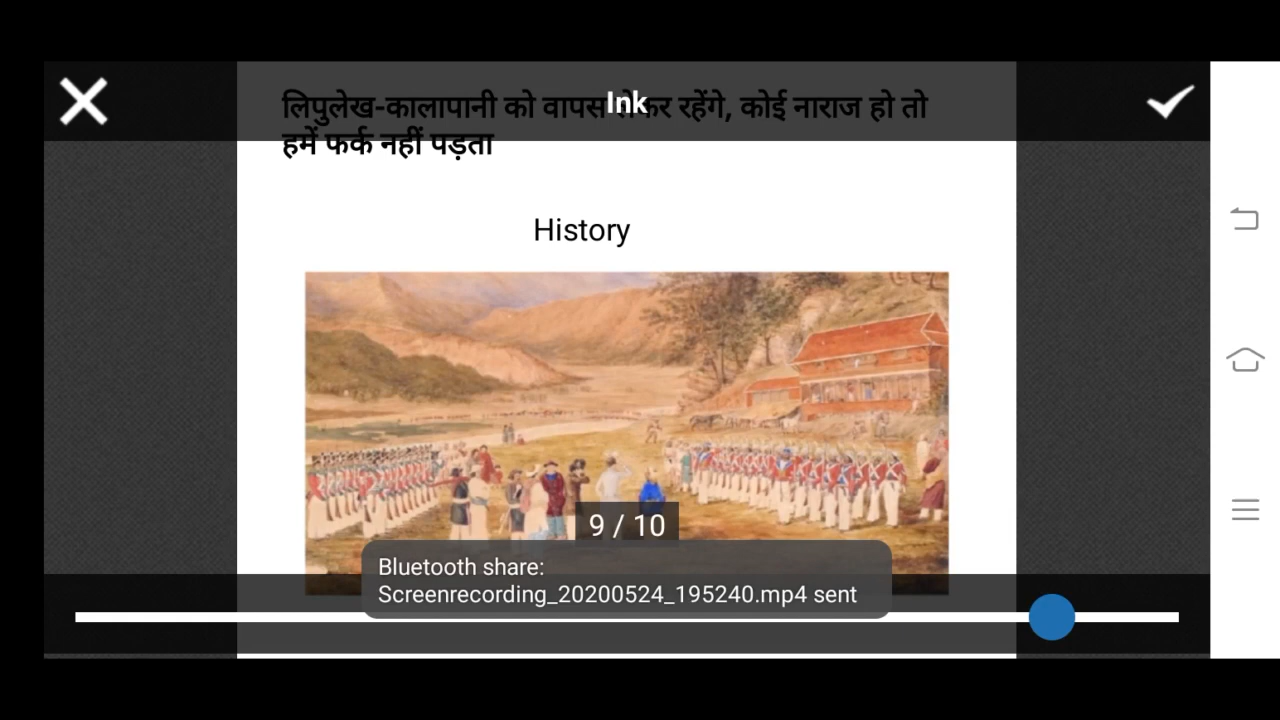 Ink
लिपुलेख-कालापानी को वापस लेकर रहेंगे, कोई नाराज हो तो
हमें फर्क नहीं पड़ता
History
9 / 10
Bluetooth share:
Screenrecording_20200524_195240.mp4 sent